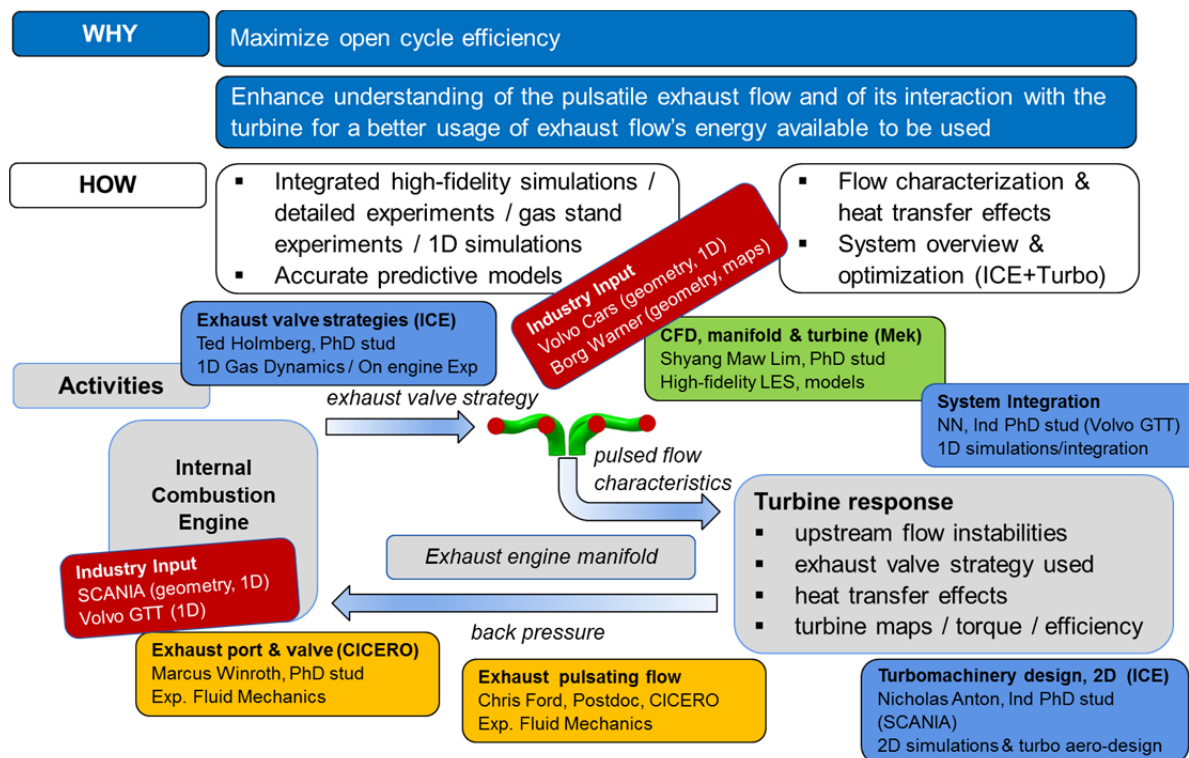 WHY
Maximize open cycle efficiency
Enhance understanding of the pulsatile exhaust flow and of its interaction with the
turbine for a better usage of exhaust flow's energy available to be used
HOW
▪ Integrated high-fidelity simulations /
detailed experiments / gas stand
experiments / 1D simulations
▪ Accurate predictive models
▪ Flow characterization &
heat transfer effects
▪ System overview &
optimization (ICE+Turbo)
Industry Input
Volvo Cars (geometry, 1D)
Borg Warner (geometry, maps)
Exhaust valve strategies (ICE)
Ted Holmberg, PhD stud
1D Gas Dynamics / On engine Exp
CFD, manifold & turbine (Mek)
Shyang Maw Lim, PhD stud
High-fidelity LES, models
Activities
exhaust valve strategy
System Integration
NN, Ind PhD stud (Volvo GTT)
1D simulations/integration
Internal
Combustion
Engine
pulsed flow
characteristics
Turbine response
▪ upstream flow instabilities
▪ exhaust valve strategy used
▪ heat transfer effects
▪ turbine maps / torque / efficiency
Exhaust engine manifold
Industry Input
SCANIA (geometry, 1D)
Volvo GTT (1D)
back pressure
Exhaust port & valve (CICERO)
Marcus Winroth, PhD stud
Exp. Fluid Mechanics
Exhaust pulsating flow
Chris Ford, Postdoc, CICERO
Exp. Fluid Mechanics
Turbomachinery design, 2D (ICE)
Nicholas Anton, Ind PhD stud
(SCANIA)
2D simulations & turbo aero-design